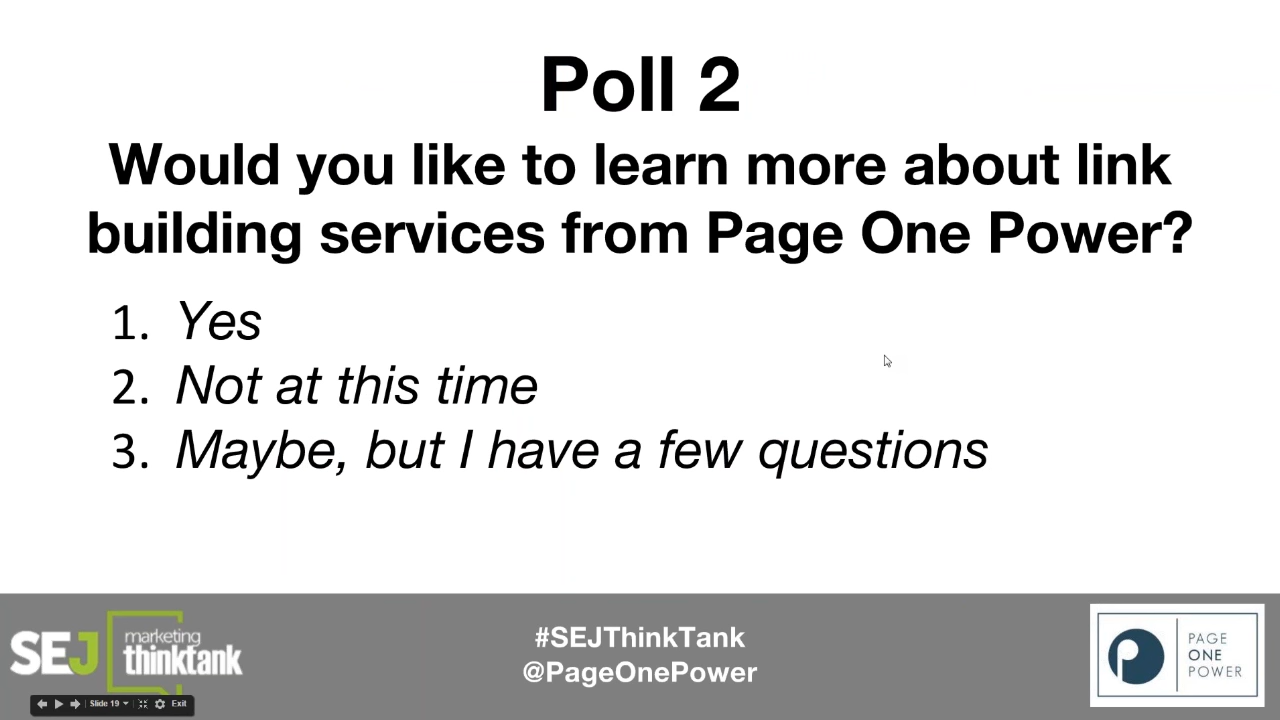 Poll 2
Would you like to learn more about link
building services from Page One Power?
1. Yes
2. Not at this time
3. Maybe, but I have a few questions
SEJ marketing
thinktank
#SEJThinkTank
@PageOnePower
PAGE
ONE
POWER
Slide 19
Exit